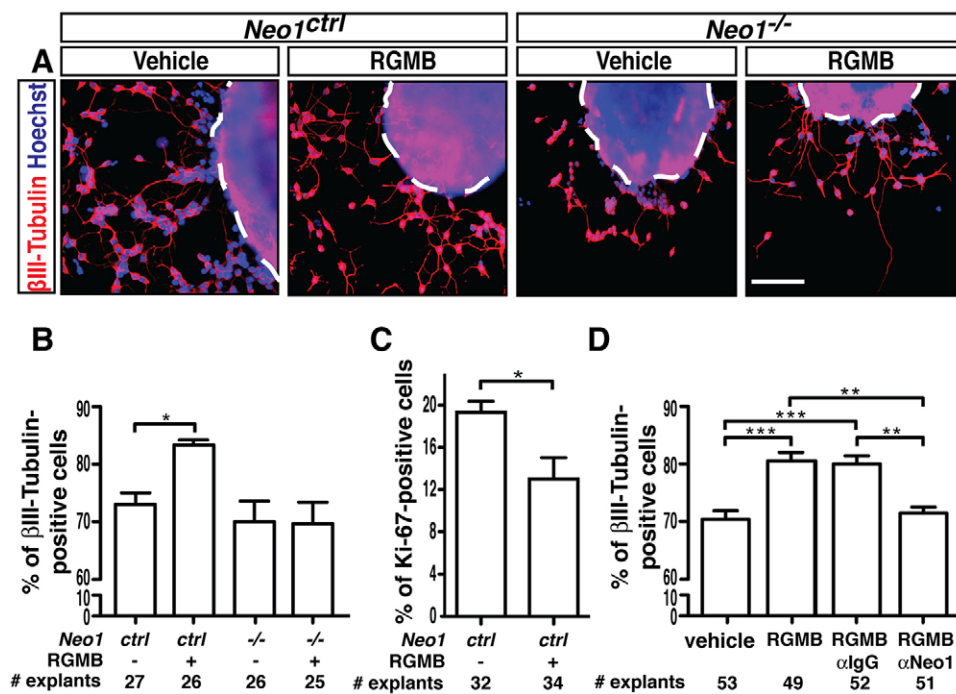 Neo1ctrl Neo1-/-
A Vehicle RGMB Vehicle RGMB
βIII-Tubulin Hoechst
B
% of βIII-Tubulin-
positive cells
90
80
70
60
10
0
*
Neo1 ctrl ctrl -/- -/-
RGMB - + - +
# explants 27 26 26 25
C
% of Ki-67-positive cells
20
16
12
8
4
0
*
Neo1 ctrl ctrl
RGMB - +
# explants 32 34
D
% of βIII-Tubulin-
positive cells
90
80
70
60
10
0
**
***
*** **
vehicle RGMB RGMB RGMB
αIgG αNeo1
# explants 53 49 52 51